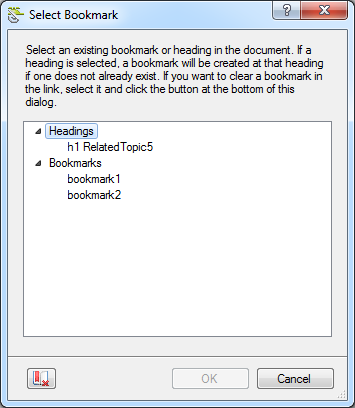 Select Bookmark
Select an existing bookmark or heading in the document. If a
heading is selected, a bookmark will be created at that heading
if one does not already exist. If you want to clear a bookmark in
the link, select it and click the button at the bottom of this
dialog.
Headings
h1 RelatedTopic5
Bookmarks
bookmark1
bookmark2
OK Cancel